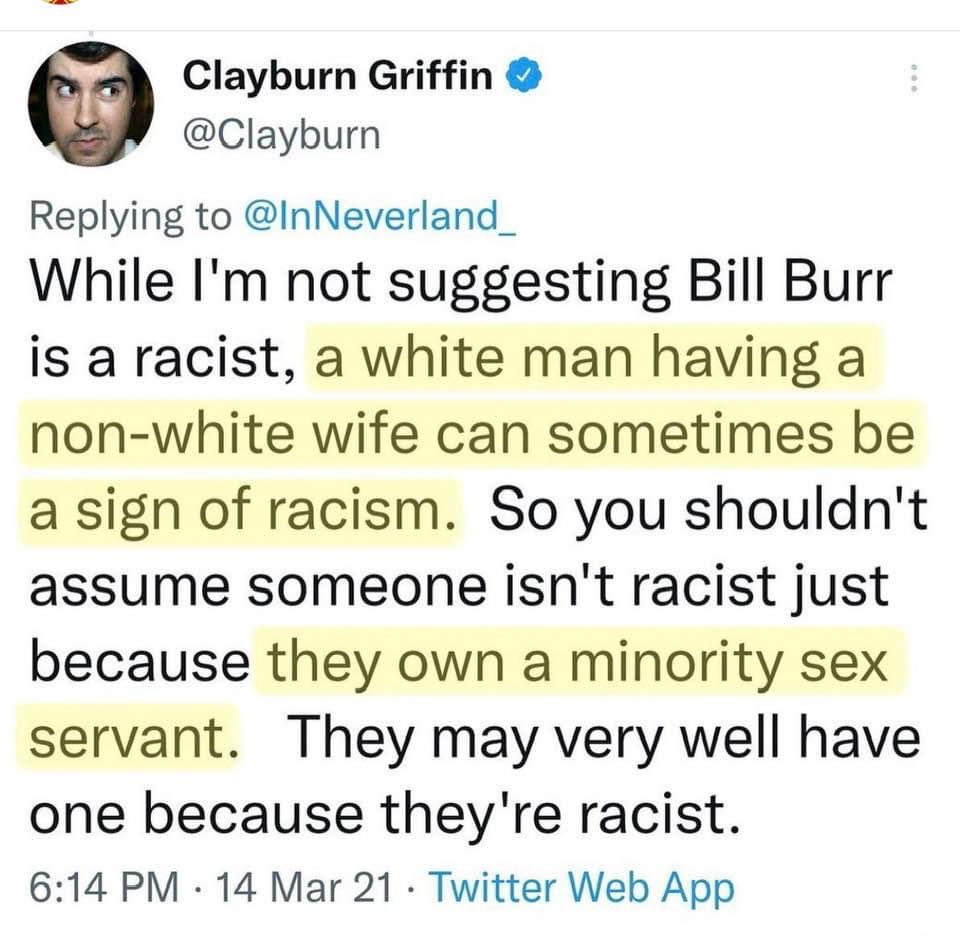 Clayburn Griffin
@Clayburn
Replying to @InNeverland_
While I'm not suggesting Bill Burr
is a racist, a white man having a
non-white wife can sometimes be
a sign of racism. So you shouldn't
assume someone isn't racist just
because they own a minority sex
servant. They may very well have
one because they're racist.
6:14 PM · 14 Mar 21 · Twitter Web App